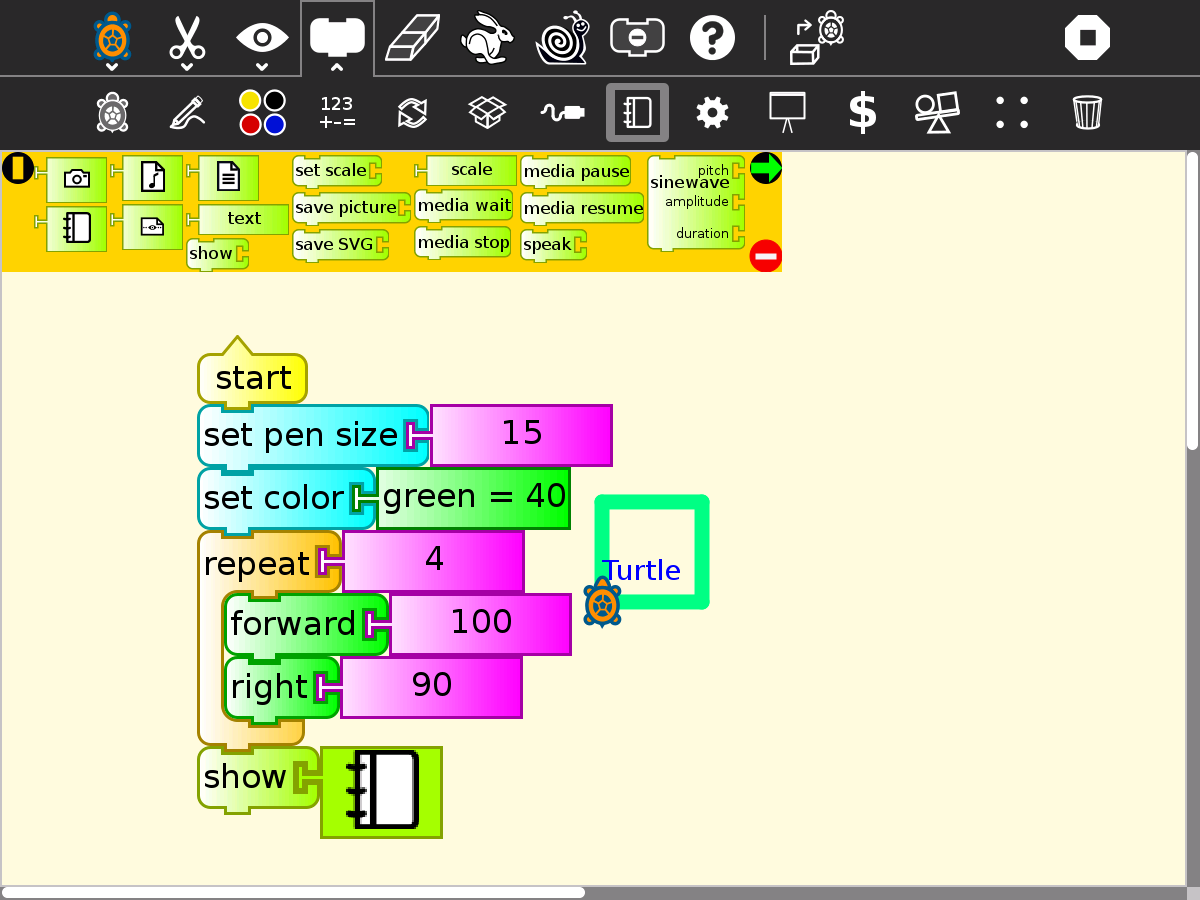 123
+-=
$
set scale
scale
media pause
pitch
sinewave
amplitude
duration
save picture
media wait
media resume
text
show
save SVG
media stop
speak
start
set pen size 15
set color green = 40
repeat 4
Turtle
forward 100
right 90
show